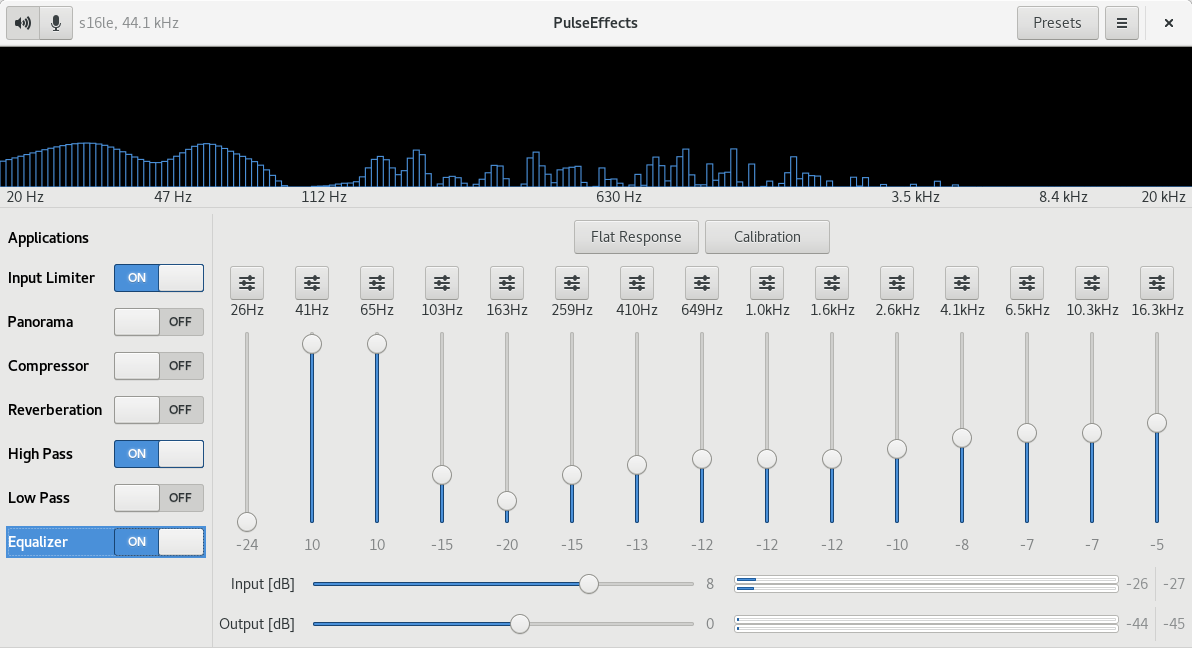 s16le, 44.1 kHz PulseEffects Presets
20 Hz 47 Hz 112 Hz 630 Hz 3.5 kHz 8.4 kHz 20 kHz
Applications
Flat Response Calibration
Input Limiter ON
Panorama OFF
Compressor OFF
Reverberation OFF
High Pass ON
Low Pass OFF
Equalizer ON
26Hz 41Hz 65Hz 103Hz 163Hz 259Hz 410Hz 649Hz 1.0kHz 1.6kHz 2.6kHz 4.1kHz 6.5kHz 10.3kHz 16.3kHz
-24 10 10 -15 -20 -15 -13 -12 -12 -12 -10 -8 -7 -7 -5
Input [dB] 8 -26 -27
Output [dB] 0 -44 -45